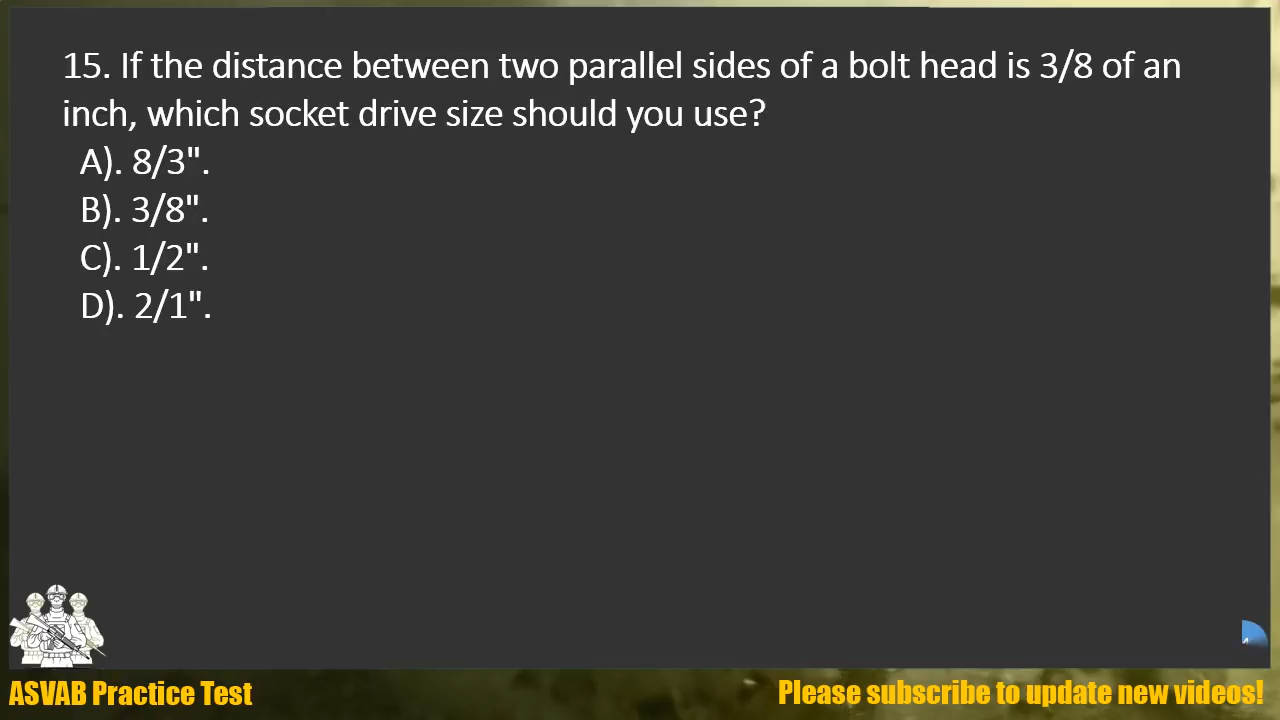 15. If the distance between two parallel sides of a bolt head is 3/8 of an
inch, which socket drive size should you use?
A). 8/3".
B). 3/8".
C). 1/2".
D). 2/1".
ASVAB Practice Test
Please subscribe to update new videos!